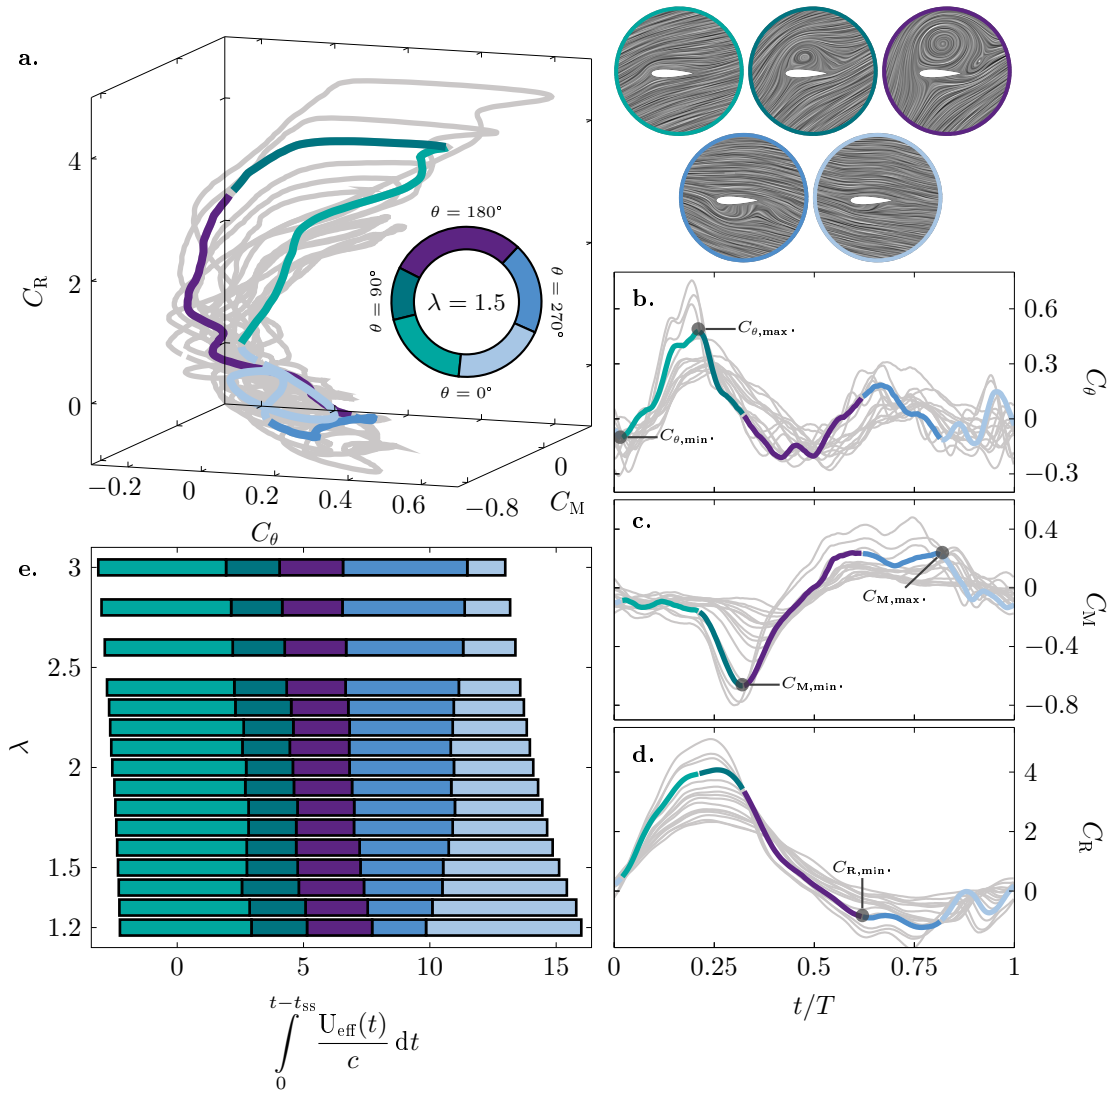 a.
C_R
4
2
0
−0.2
0
0.2
0.4
0.6
C_θ
−0.8
0
C_M
θ = 180°
θ = 90°
λ = 1.5
θ = 270°
θ = 0°
b.
C_θ,max.
C_θ,min.
0.6
0.3
0
−0.3
C_θ
c.
C_M,max.
C_M,min.
0.4
0
−0.4
−0.8
C_M
d.
C_R,min.
4
2
0
C_R
0
0.25
0.5
0.75
1
t/T
e.
3
2.5
2
1.5
1.2
λ
0
5
10
15
t−t_SS
∫ U_eff(t)/c dt
0